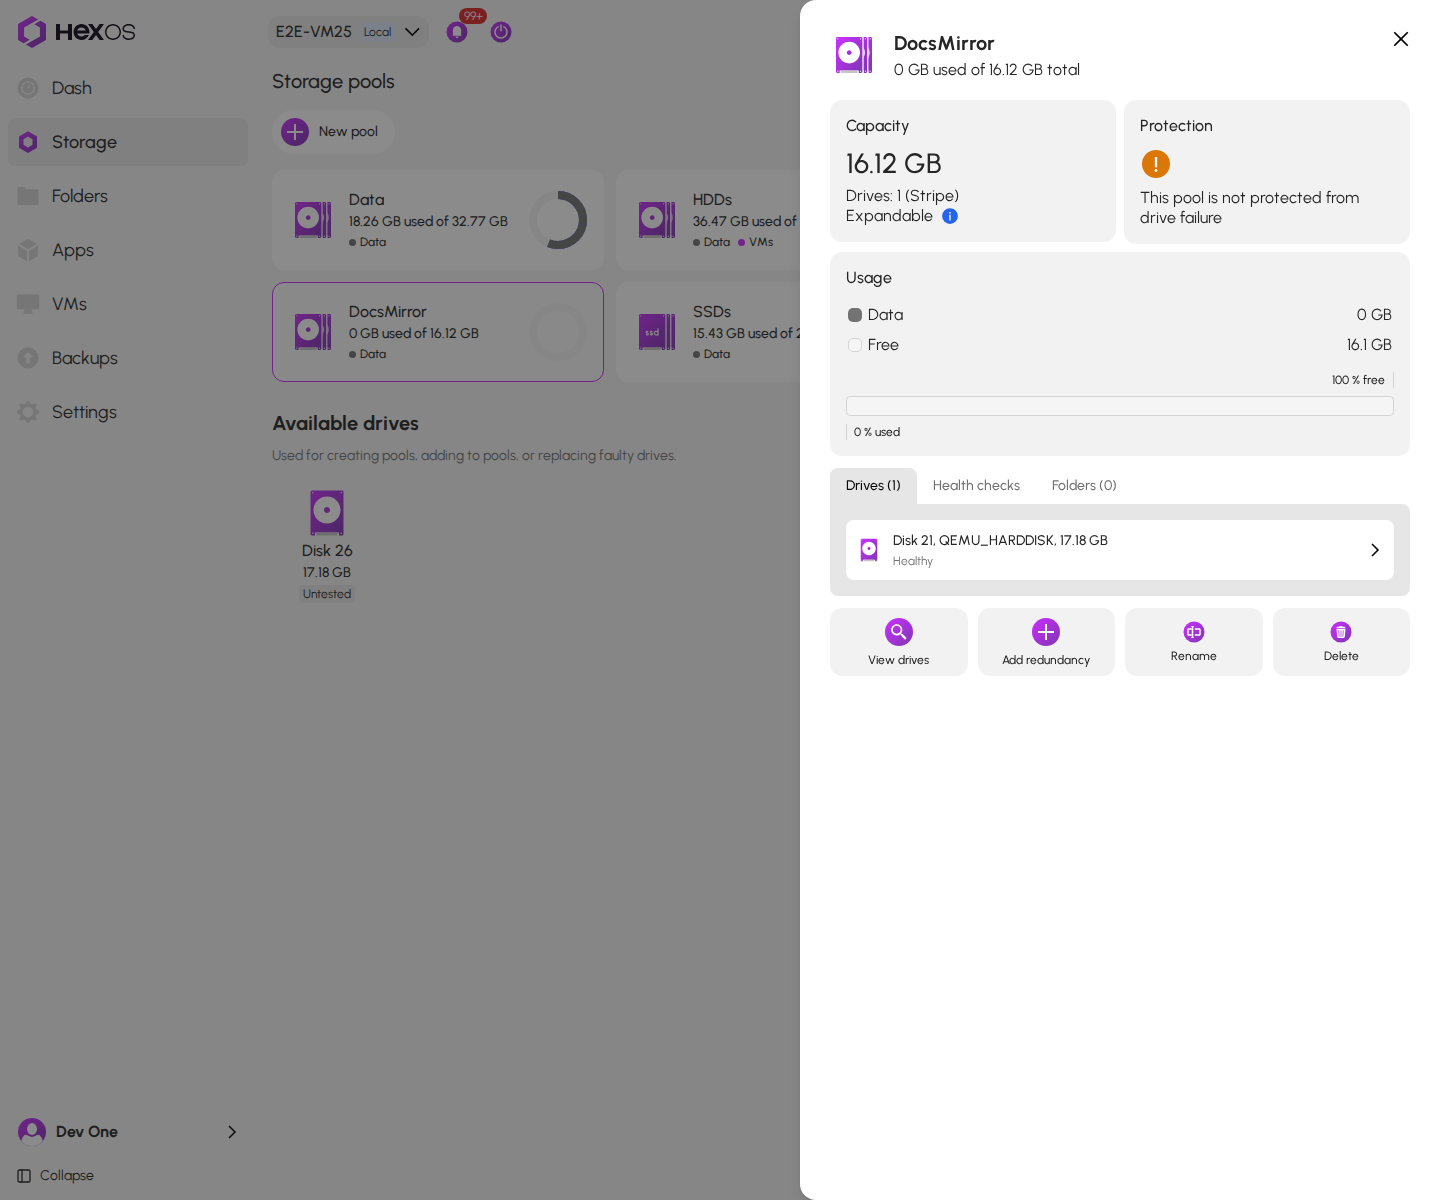 HEXOS
E2E-VM25 Local
99+
Dash
Storage
Folders
Apps
VMs
Backups
Settings
Dev One
Collapse
Storage pools
New pool
Data
18.26 GB used of 32.77 GB
Data
HDDs
36.47 GB used of
Data VMs
DocsMirror
0 GB used of 16.12 GB
Data
SSDs
ssd
15.43 GB used of 2
Data
Available drives
Used for creating pools, adding to pools, or replacing faulty drives.
Disk 26
17.18 GB
Untested
DocsMirror
0 GB used of 16.12 GB total
Capacity
16.12 GB
Drives: 1 (Stripe)
Expandable
Protection
This pool is not protected from
drive failure
Usage
Data 0 GB
Free 16.1 GB
100 % free
0 % used
Drives (1) Health checks Folders (0)
Disk 21, QEMU_HARDDISK, 17.18 GB
Healthy
View drives
Add redundancy
Rename
Delete